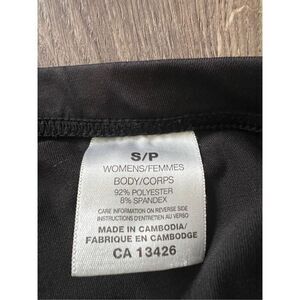 S/P
WOMENS/FEMMES
BODY/CORPS
92% POLYESTER
8% SPANDEX
CARE INFORMATION ON REVERSE SIDE
INSTRUCTIONS D'ENTRETIEN AU VERSO
MADE IN CAMBODIA/
FABRIQUE EN CAMBODGE
CA 13426